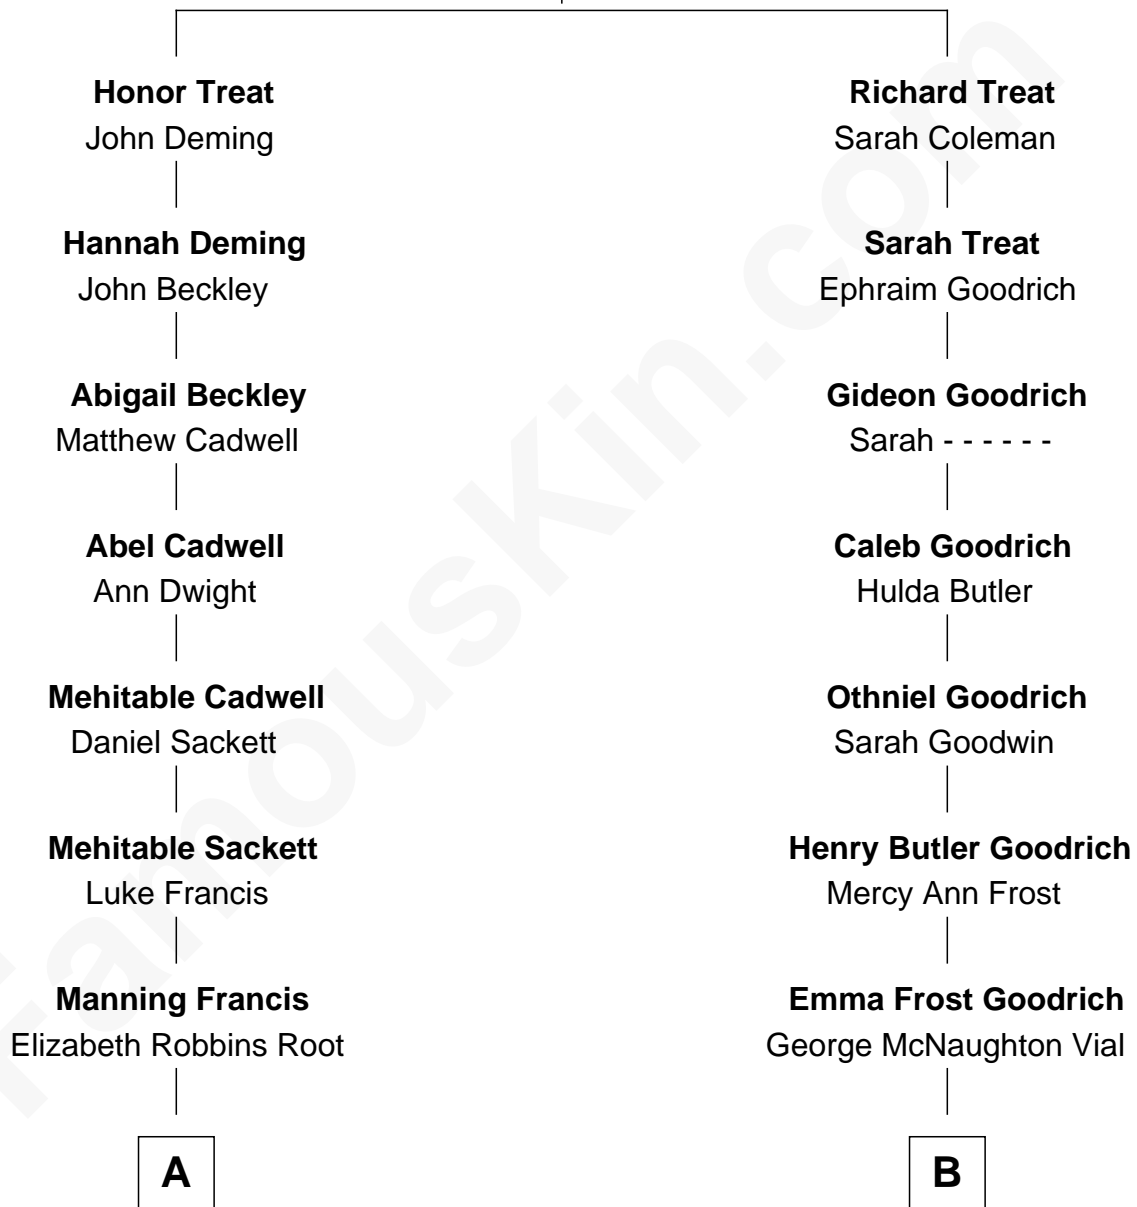 Honor Treat
John Deming
Hannah Deming
John Beckley
Abigail Beckley
Matthew Cadwell
Abel Cadwell
Ann Dwight
Mehitable Cadwell
Daniel Sackett
Mehitable Sackett
Luke Francis
Manning Francis
Elizabeth Robbins Root
A
Richard Treat
Sarah Coleman
Sarah Treat
Ephraim Goodrich
Gideon Goodrich
Sarah - - - - - -
Caleb Goodrich
Hulda Butler
Othniel Goodrich
Sarah Goodwin
Henry Butler Goodrich
Mercy Ann Frost
Emma Frost Goodrich
George McNaughton Vial
B
FamousKin.com